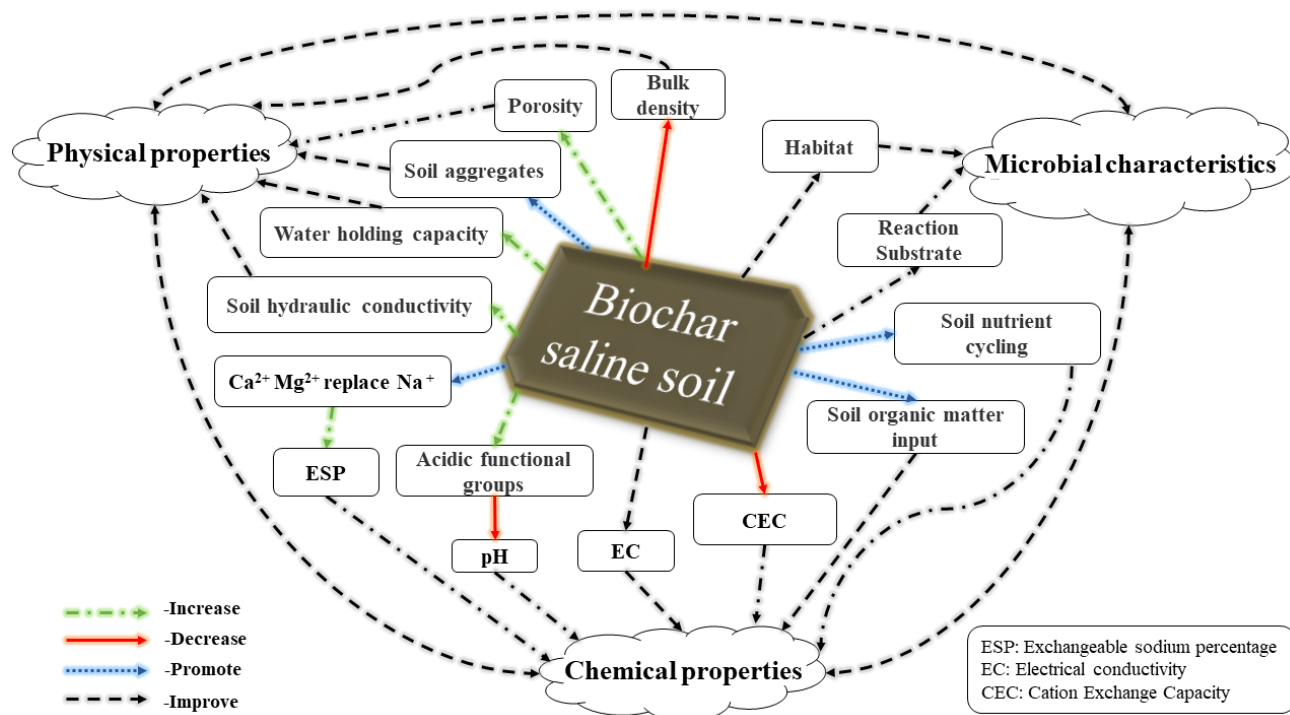 Bulk
density
Porosity
Physical properties
Habitat
Microbial characteristics
Soil aggregates
Reaction
Substrate
Water holding capacity
Soil hydraulic conductivity
Biochar
saline soil
Soil nutrient
cycling
Ca²⁺ Mg²⁺ replace Na⁺
Soil organic matter
input
ESP
Acidic functional
groups
CEC
pH
EC
Chemical properties
-Increase
-Decrease
-Promote
-Improve
ESP: Exchangeable sodium percentage
EC: Electrical conductivity
CEC: Cation Exchange Capacity